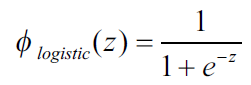 ϕ_logistic(z) = 1 / (1 + e^(−z))